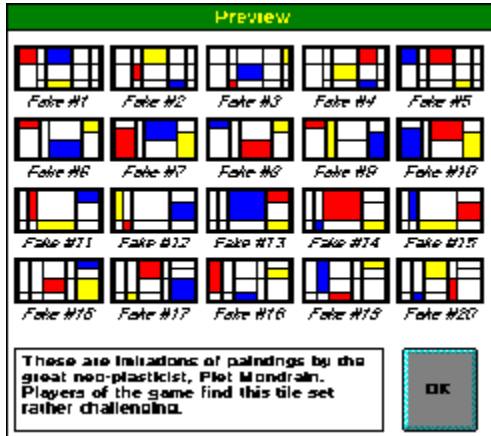 Preview
Fake #1 Fake #2 Fake #3 Fake #4 Fake #5
Fake #6 Fake #7 Fake #8 Fake #9 Fake #10
Fake #11 Fake #12 Fake #13 Fake #14 Fake #15
Fake #16 Fake #17 Fake #18 Fake #19 Fake #20
These are imitations of paintings by the
great neo-plasticist, Piet Mondrain.
Players of the game find this tile set
rather challenging.
OK